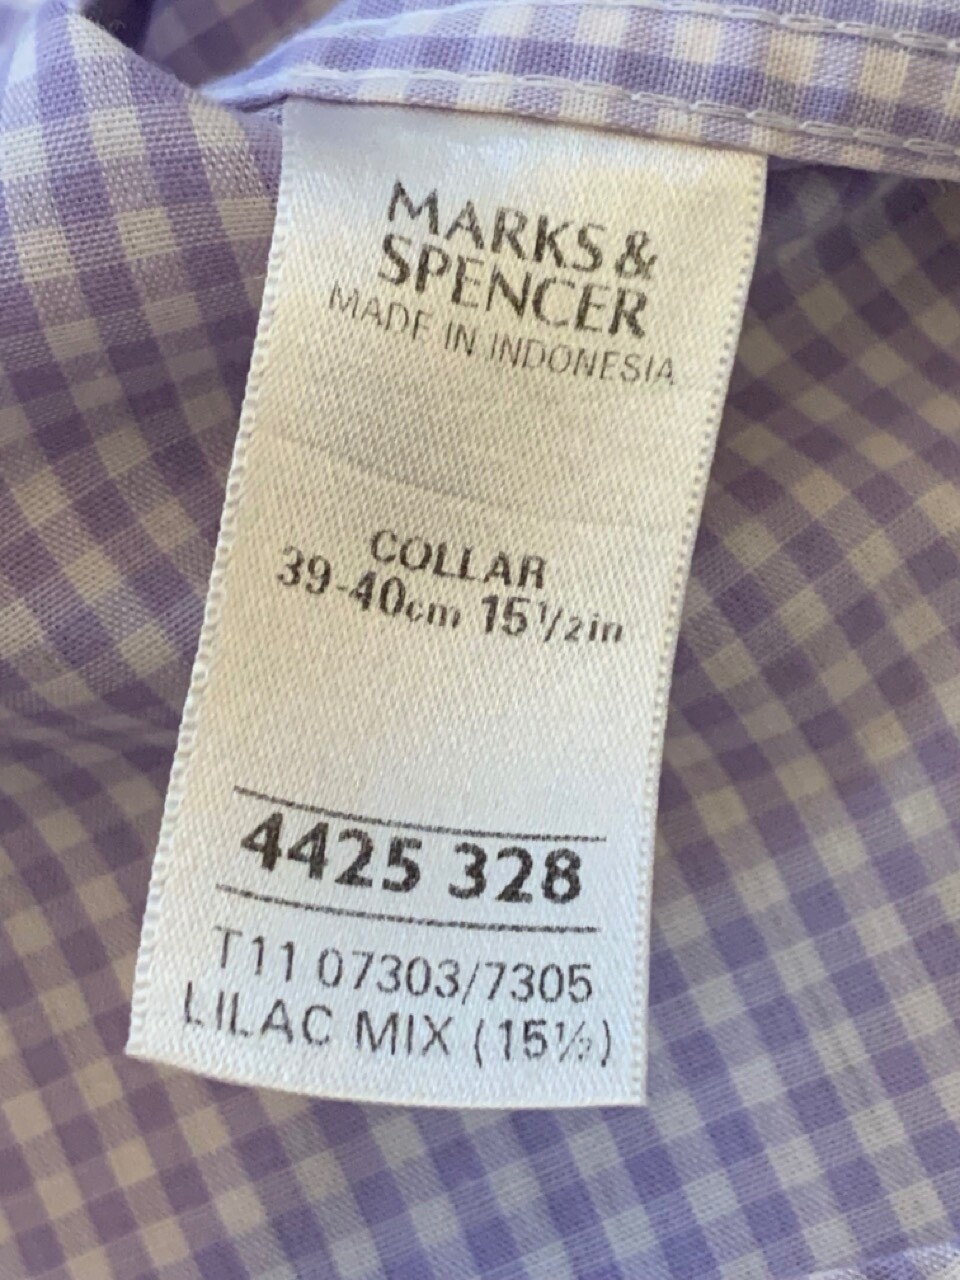 MARKS &
SPENCER
MADE IN INDONESIA
COLLAR
39-40cm 15½in
4425 328
T11 07303/7305
LILAC MIX (15½)